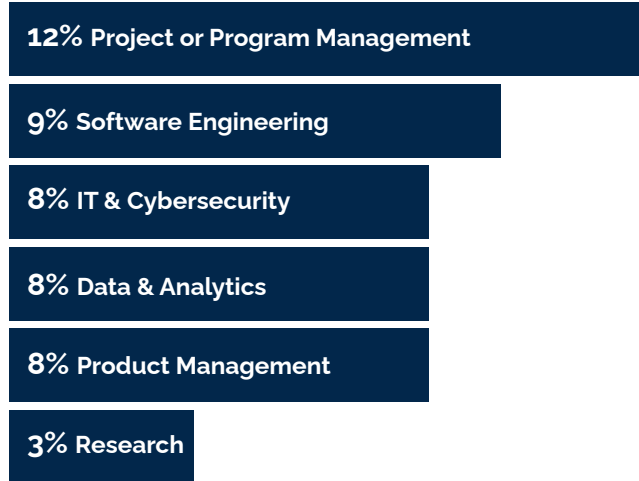 12% Project or Program Management
9% Software Engineering
8% IT & Cybersecurity
8% Data & Analytics
8% Product Management
3% Research